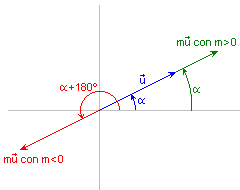 mu⃗ con m>0
α+180°
u⃗
α
α
mu⃗ con m<0